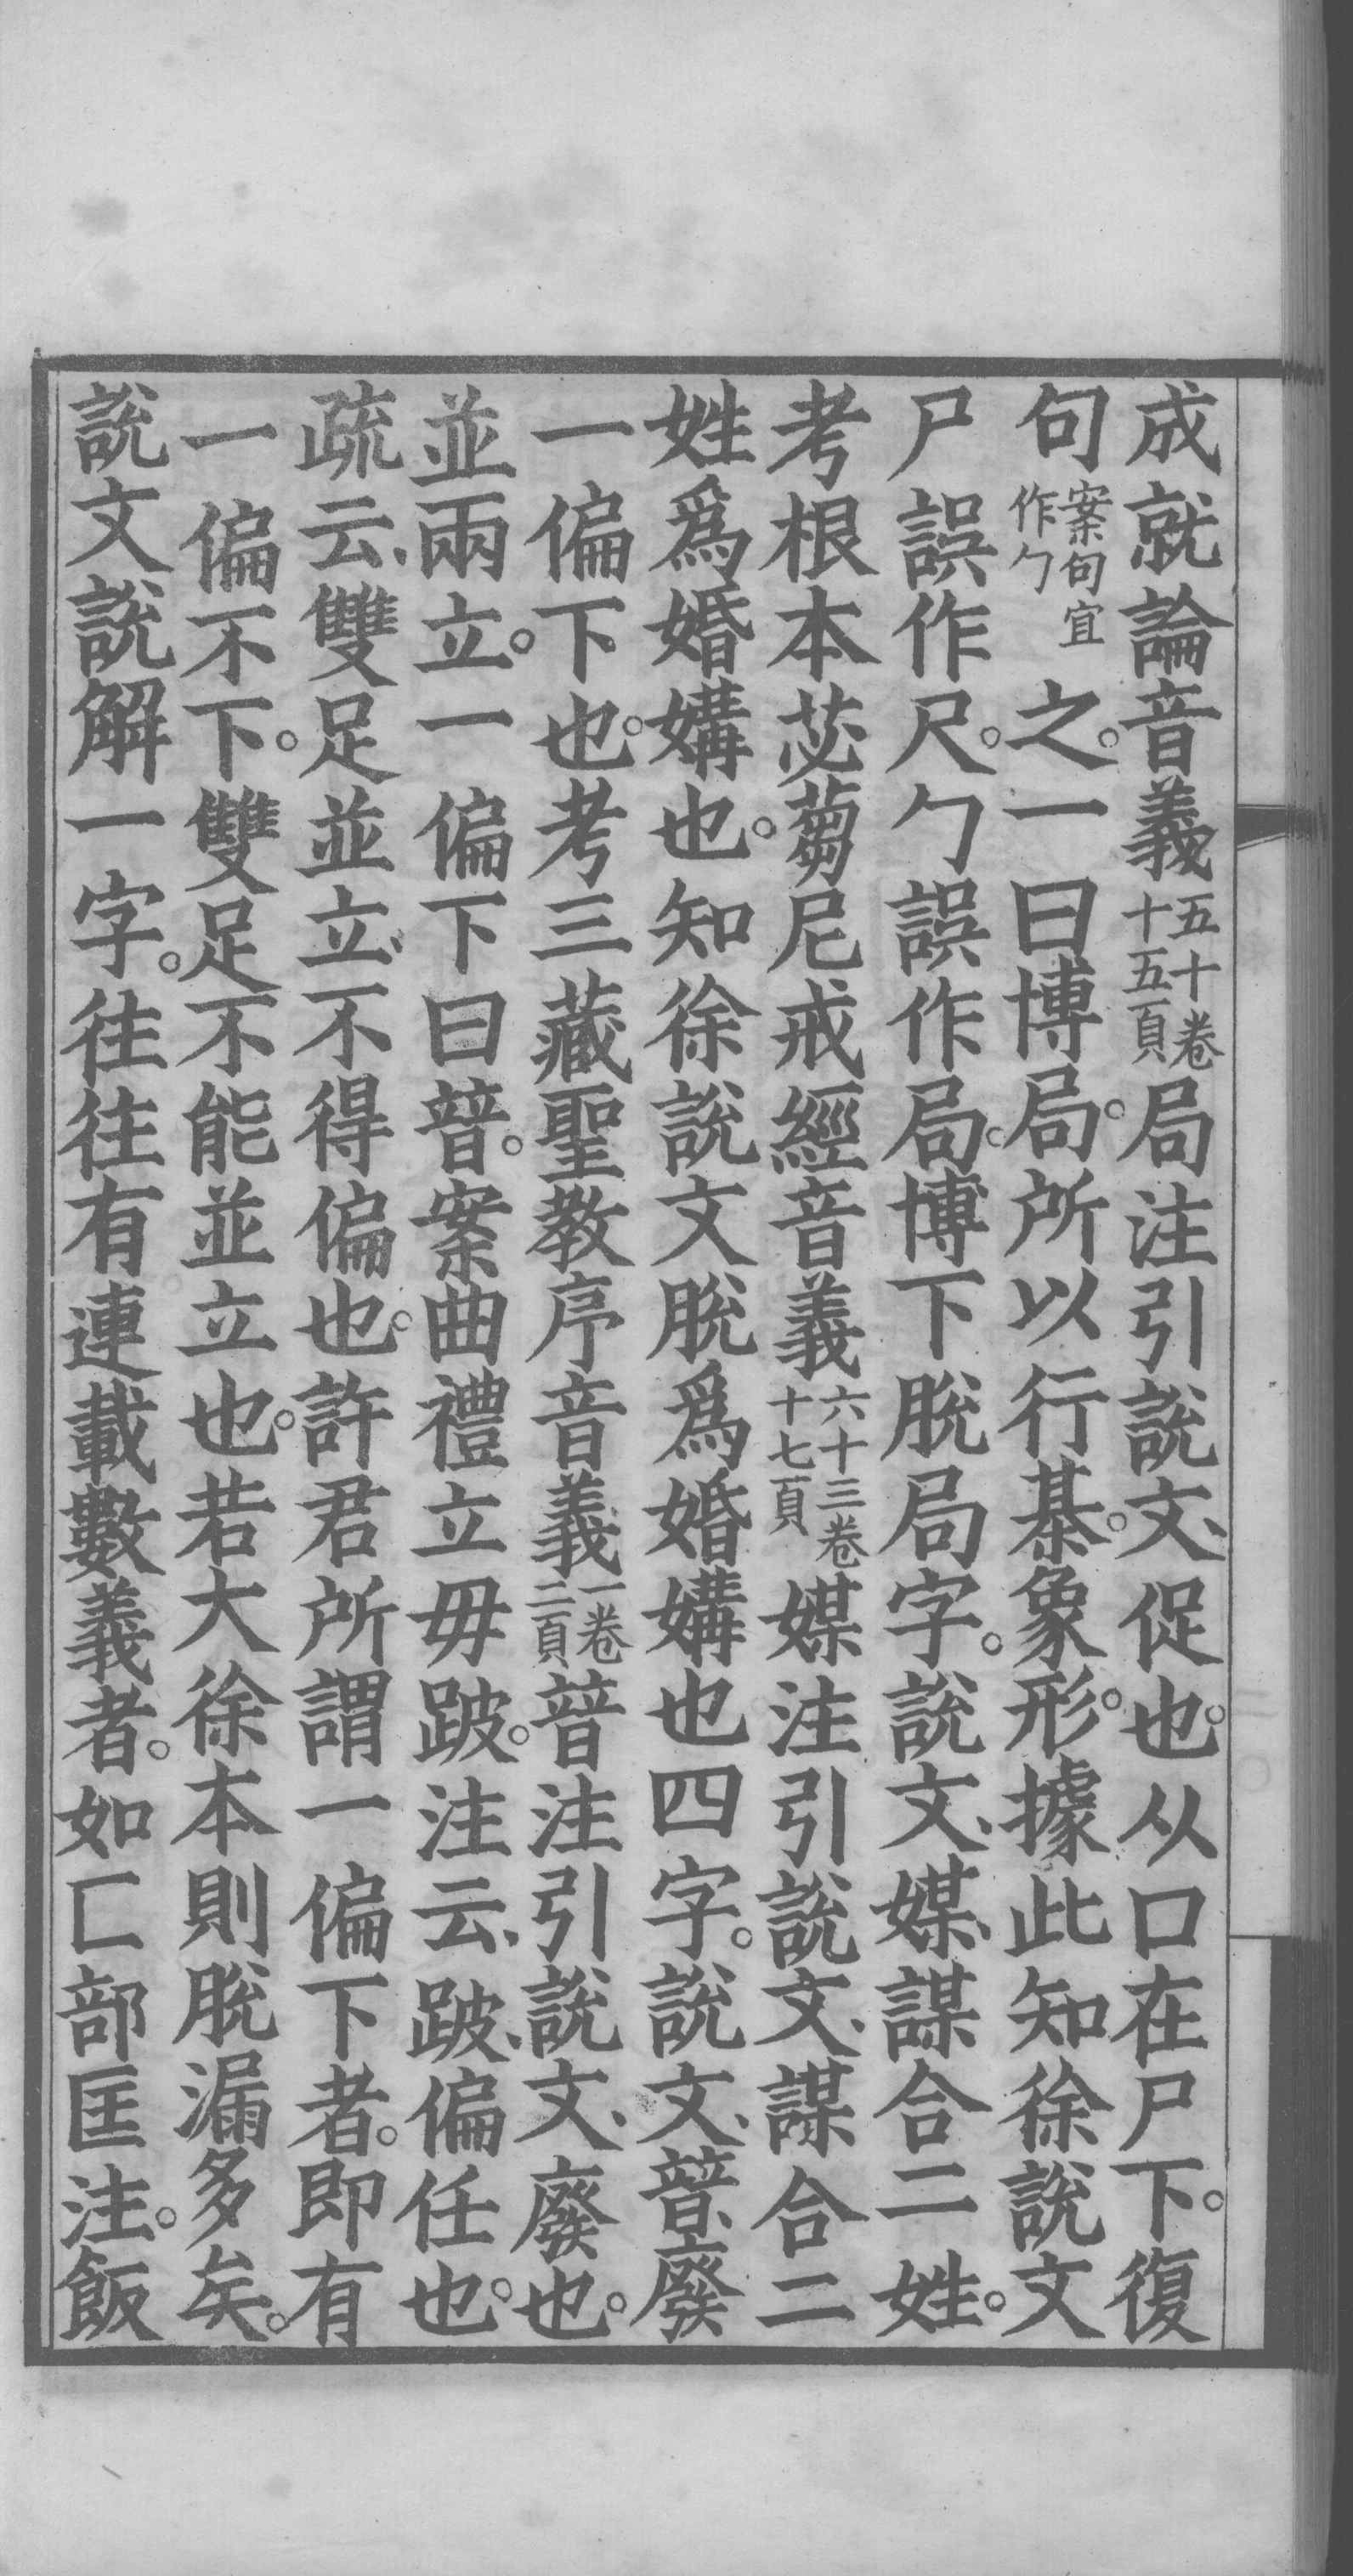 成就論音義五十卷十五頁局注引說文、促也。从口在尸下。復
句案句宜作勹之。一曰博局。所以行棊。象形。據此知徐說文
尸誤作尺。勹誤作局。博下脫局字。說文、媒、謀合二姓。
考根本苾蒭尼戒經音義六十三卷十七頁媒注引說文、謀合二
姓爲婚媾也。知徐說文脫爲婚媾也四字。說文、暜、廢
一偏下也。考三藏聖教序音義一卷二頁暜注引說文、廢也。
並兩立。一偏下曰暜。案曲禮立毋跛。注云、跛、偏任也。
疏云、雙足並立、不得偏也。許君所謂一偏下者。即有
一偏不下。雙足不能並立也。若大徐本則脫漏多矣。
說文說解一字。往往有連載數義者。如匚部匡注。飯